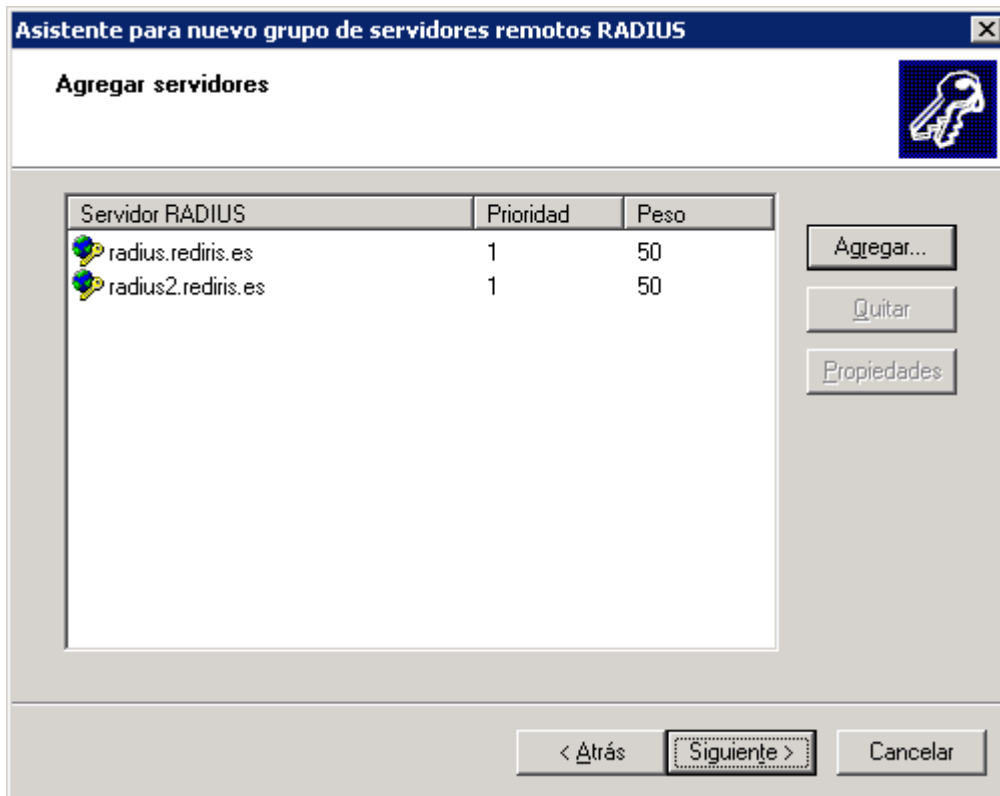 Asistente para nuevo grupo de servidores remotos RADIUS
Agregar servidores
Servidor RADIUS Prioridad Peso
radius.rediris.es 1 50
radius2.rediris.es 1 50
Agregar...
Quitar
Propiedades
< Atrás Siguiente > Cancelar